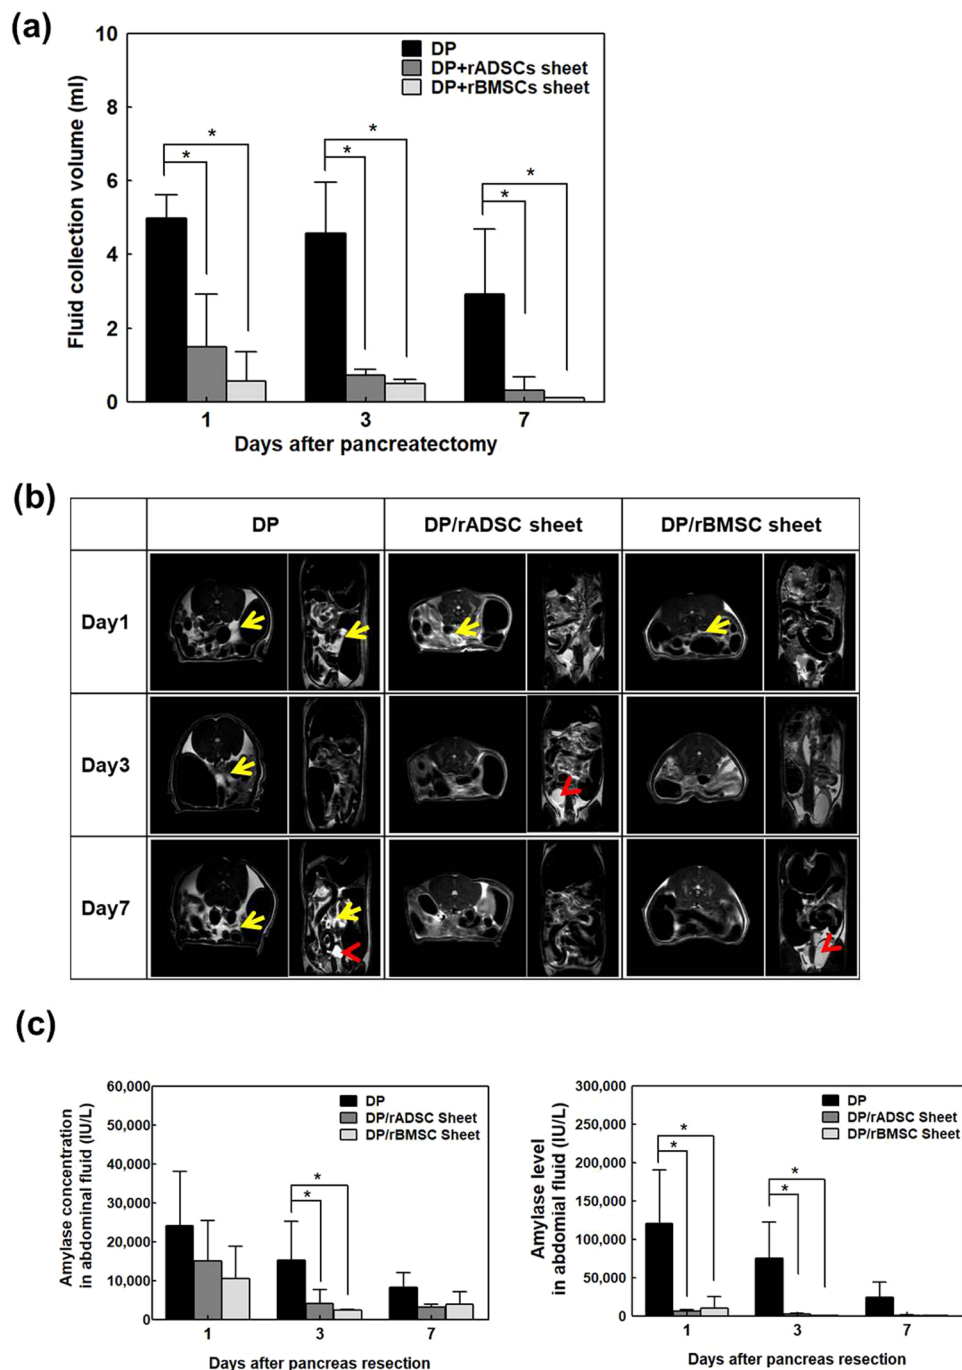 (a)
10
8
6
4
2
0
Fluid collection volume (ml)
DP
DP+rADSCs sheet
DP+rBMSCs sheet
*
*
*
*
*
*
1 3 7
Days after pancreatectomy
(b)
DP DP/rADSC sheet DP/rBMSC sheet
Day1
Day3
Day7
(c)
60,000
50,000
40,000
30,000
20,000
10,000
0
Amylase concentration
in abdominal fluid (IU/L)
DP
DP/rADSC Sheet
DP/rBMSC Sheet
*
*
1 3 7
Days after pancreas resection
300,000
250,000
200,000
150,000
100,000
50,000
0
Amylase level
in abdomial fluid (IU/L)
DP
DP/rADSC Sheet
DP/rBMSC Sheet
*
*
*
*
1 3 7
Days after pancreas resection